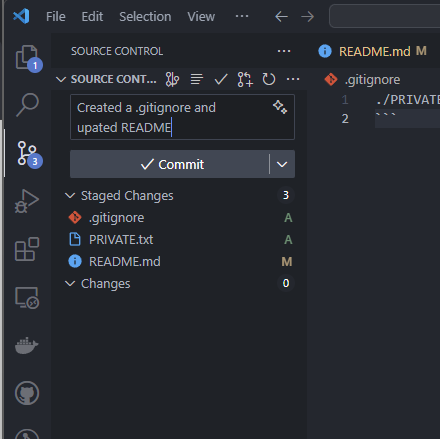 File Edit Selection View ···
SOURCE CONTROL ···
README.md M
SOURCE CONT... ···
.gitignore
Created a .gitignore and
upated README
1 ./PRIVATE
2 ```
Commit
Staged Changes 3
.gitignore A
PRIVATE.txt A
README.md M
Changes 0
1
3